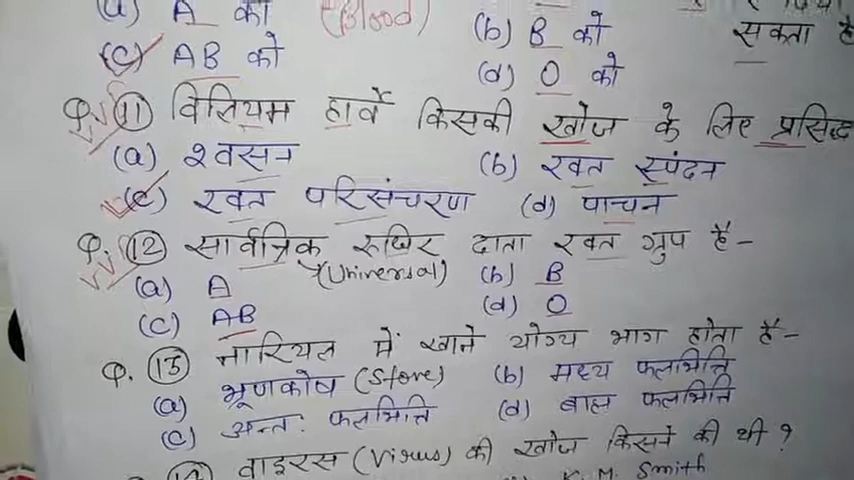 (a) A को (Blood)
(b) B को सकता है
(c) AB को
(d) O को
Q. 11 विलियम हार्वे किसकी खोज के लिए प्रसिद्ध
(a) श्वसन (b) रक्त स्पंदन
(c) रक्त परिसंचरण (d) पाचन
Q. 12 सार्वत्रिक रूधिर दाता रक्त ग्रुप है -
(Universal)
(a) A (b) B
(c) AB (d) O
Q. 13 नारियल में खाने योग्य भाग होता है -
(a) भ्रूणकोष (Store) (b) मध्य फलभित्ति
(c) अन्त: फलभित्ति (d) बाह्य फलभित्ति
14 वाइरस (Virus) की खोज किसने की थी ?
K. M. Smith